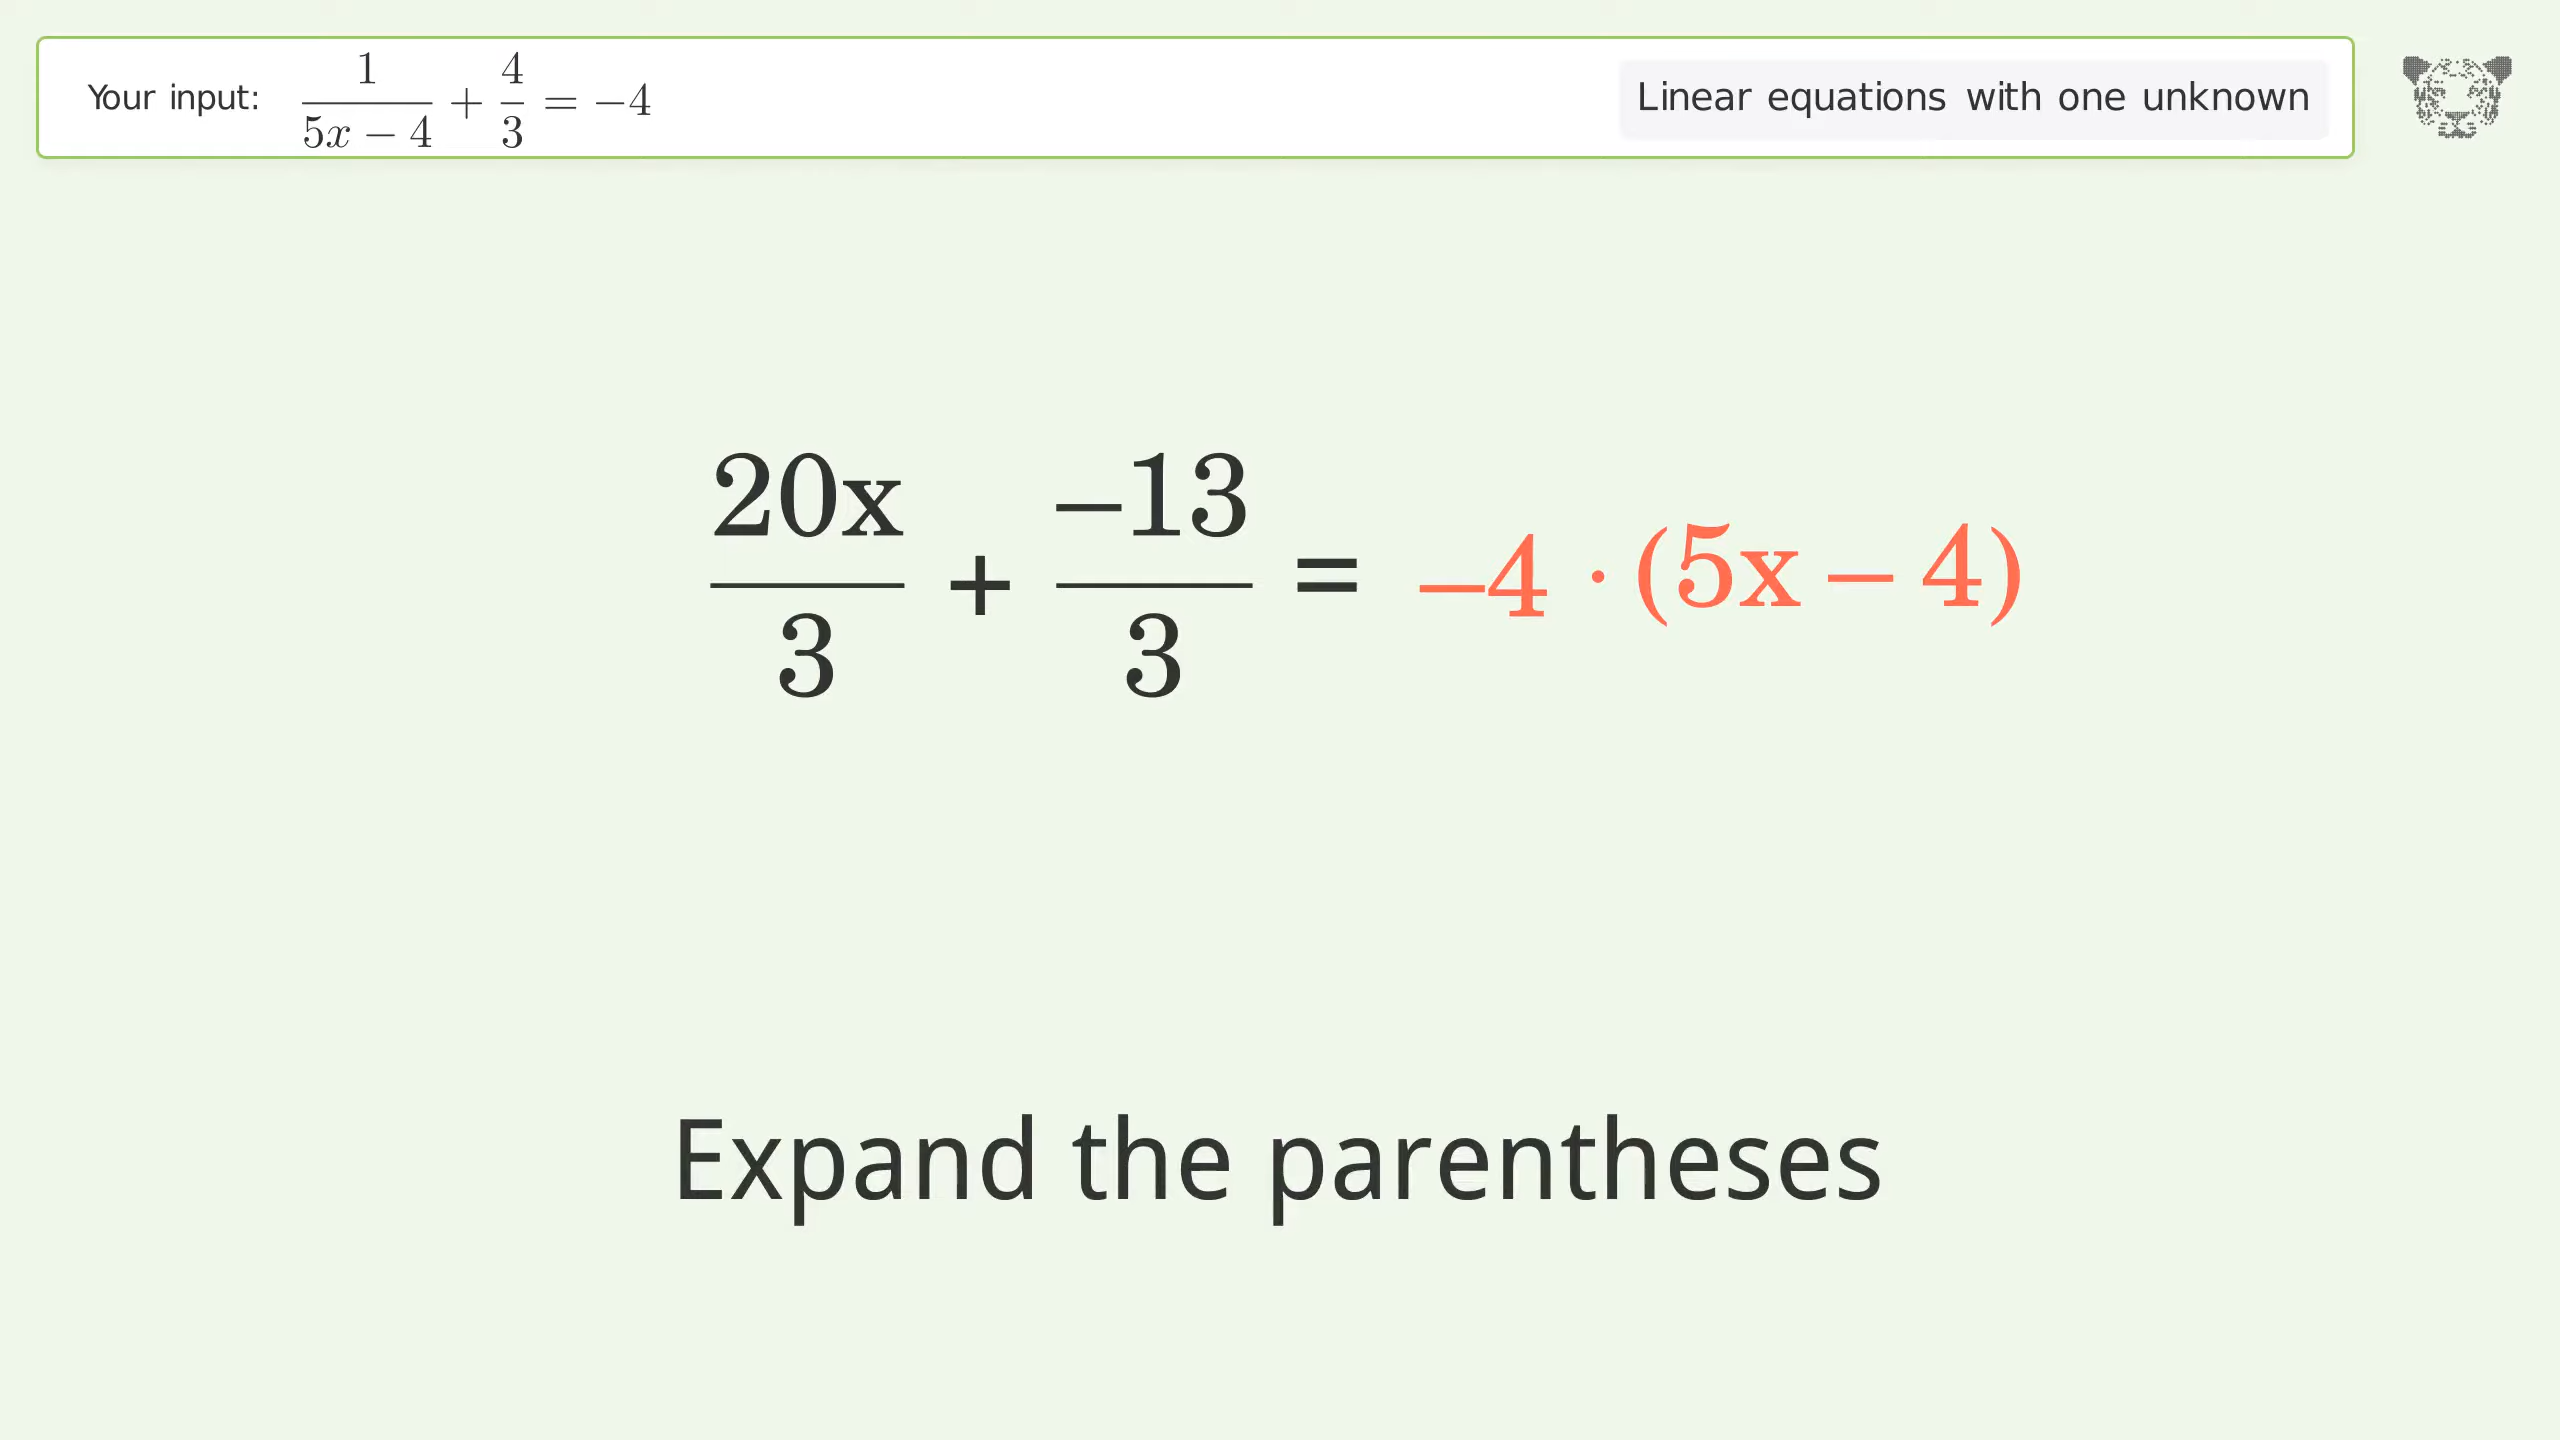 Your input: 1/(5x − 4) + 4/3 = −4
Linear equations with one unknown
20x/3 + −13/3 = −4 · (5x − 4)
Expand the parentheses